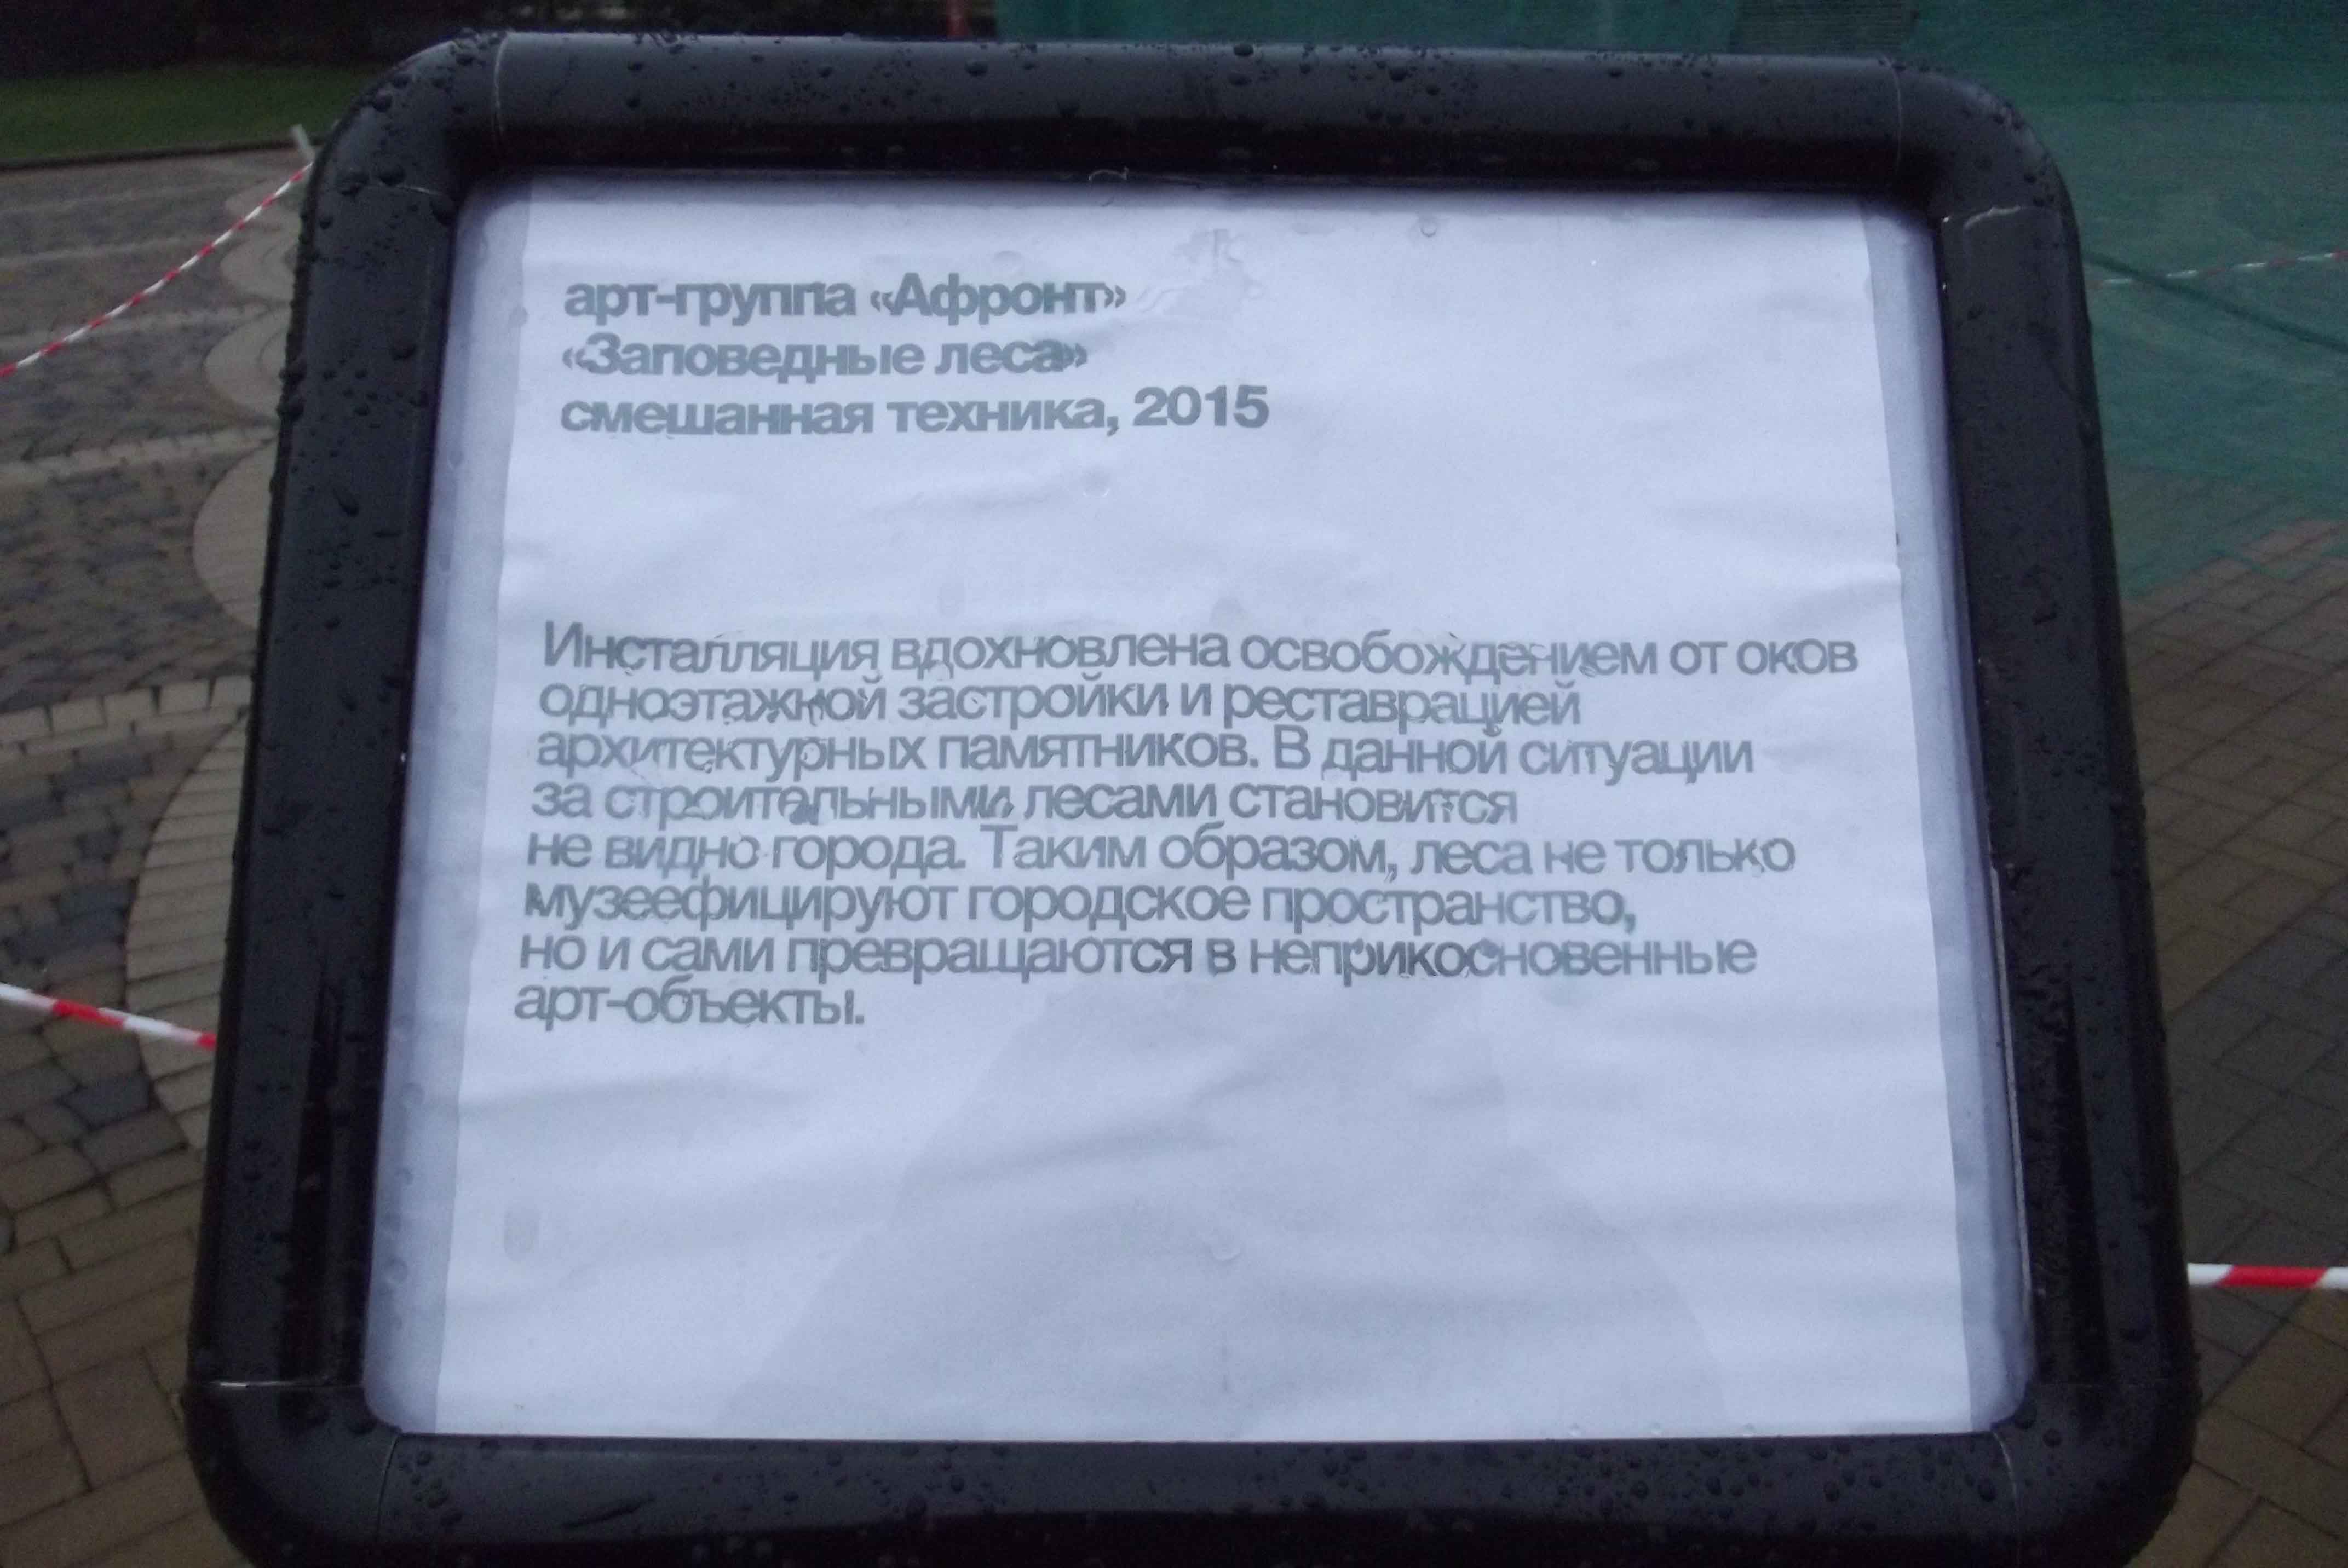 арт-группа «Афронт»
«Заповедные леса»
смешанная техника, 2015
Инсталляция вдохновлена освобождением от оков
одноэтажной застройки и реставрацией
архитектурных памятников. В данной ситуации
за строительными лесами становится
не видно города. Таким образом, леса не только
музеефицируют городское пространство,
но и сами превращаются в неприкосновенные
арт-объекты.